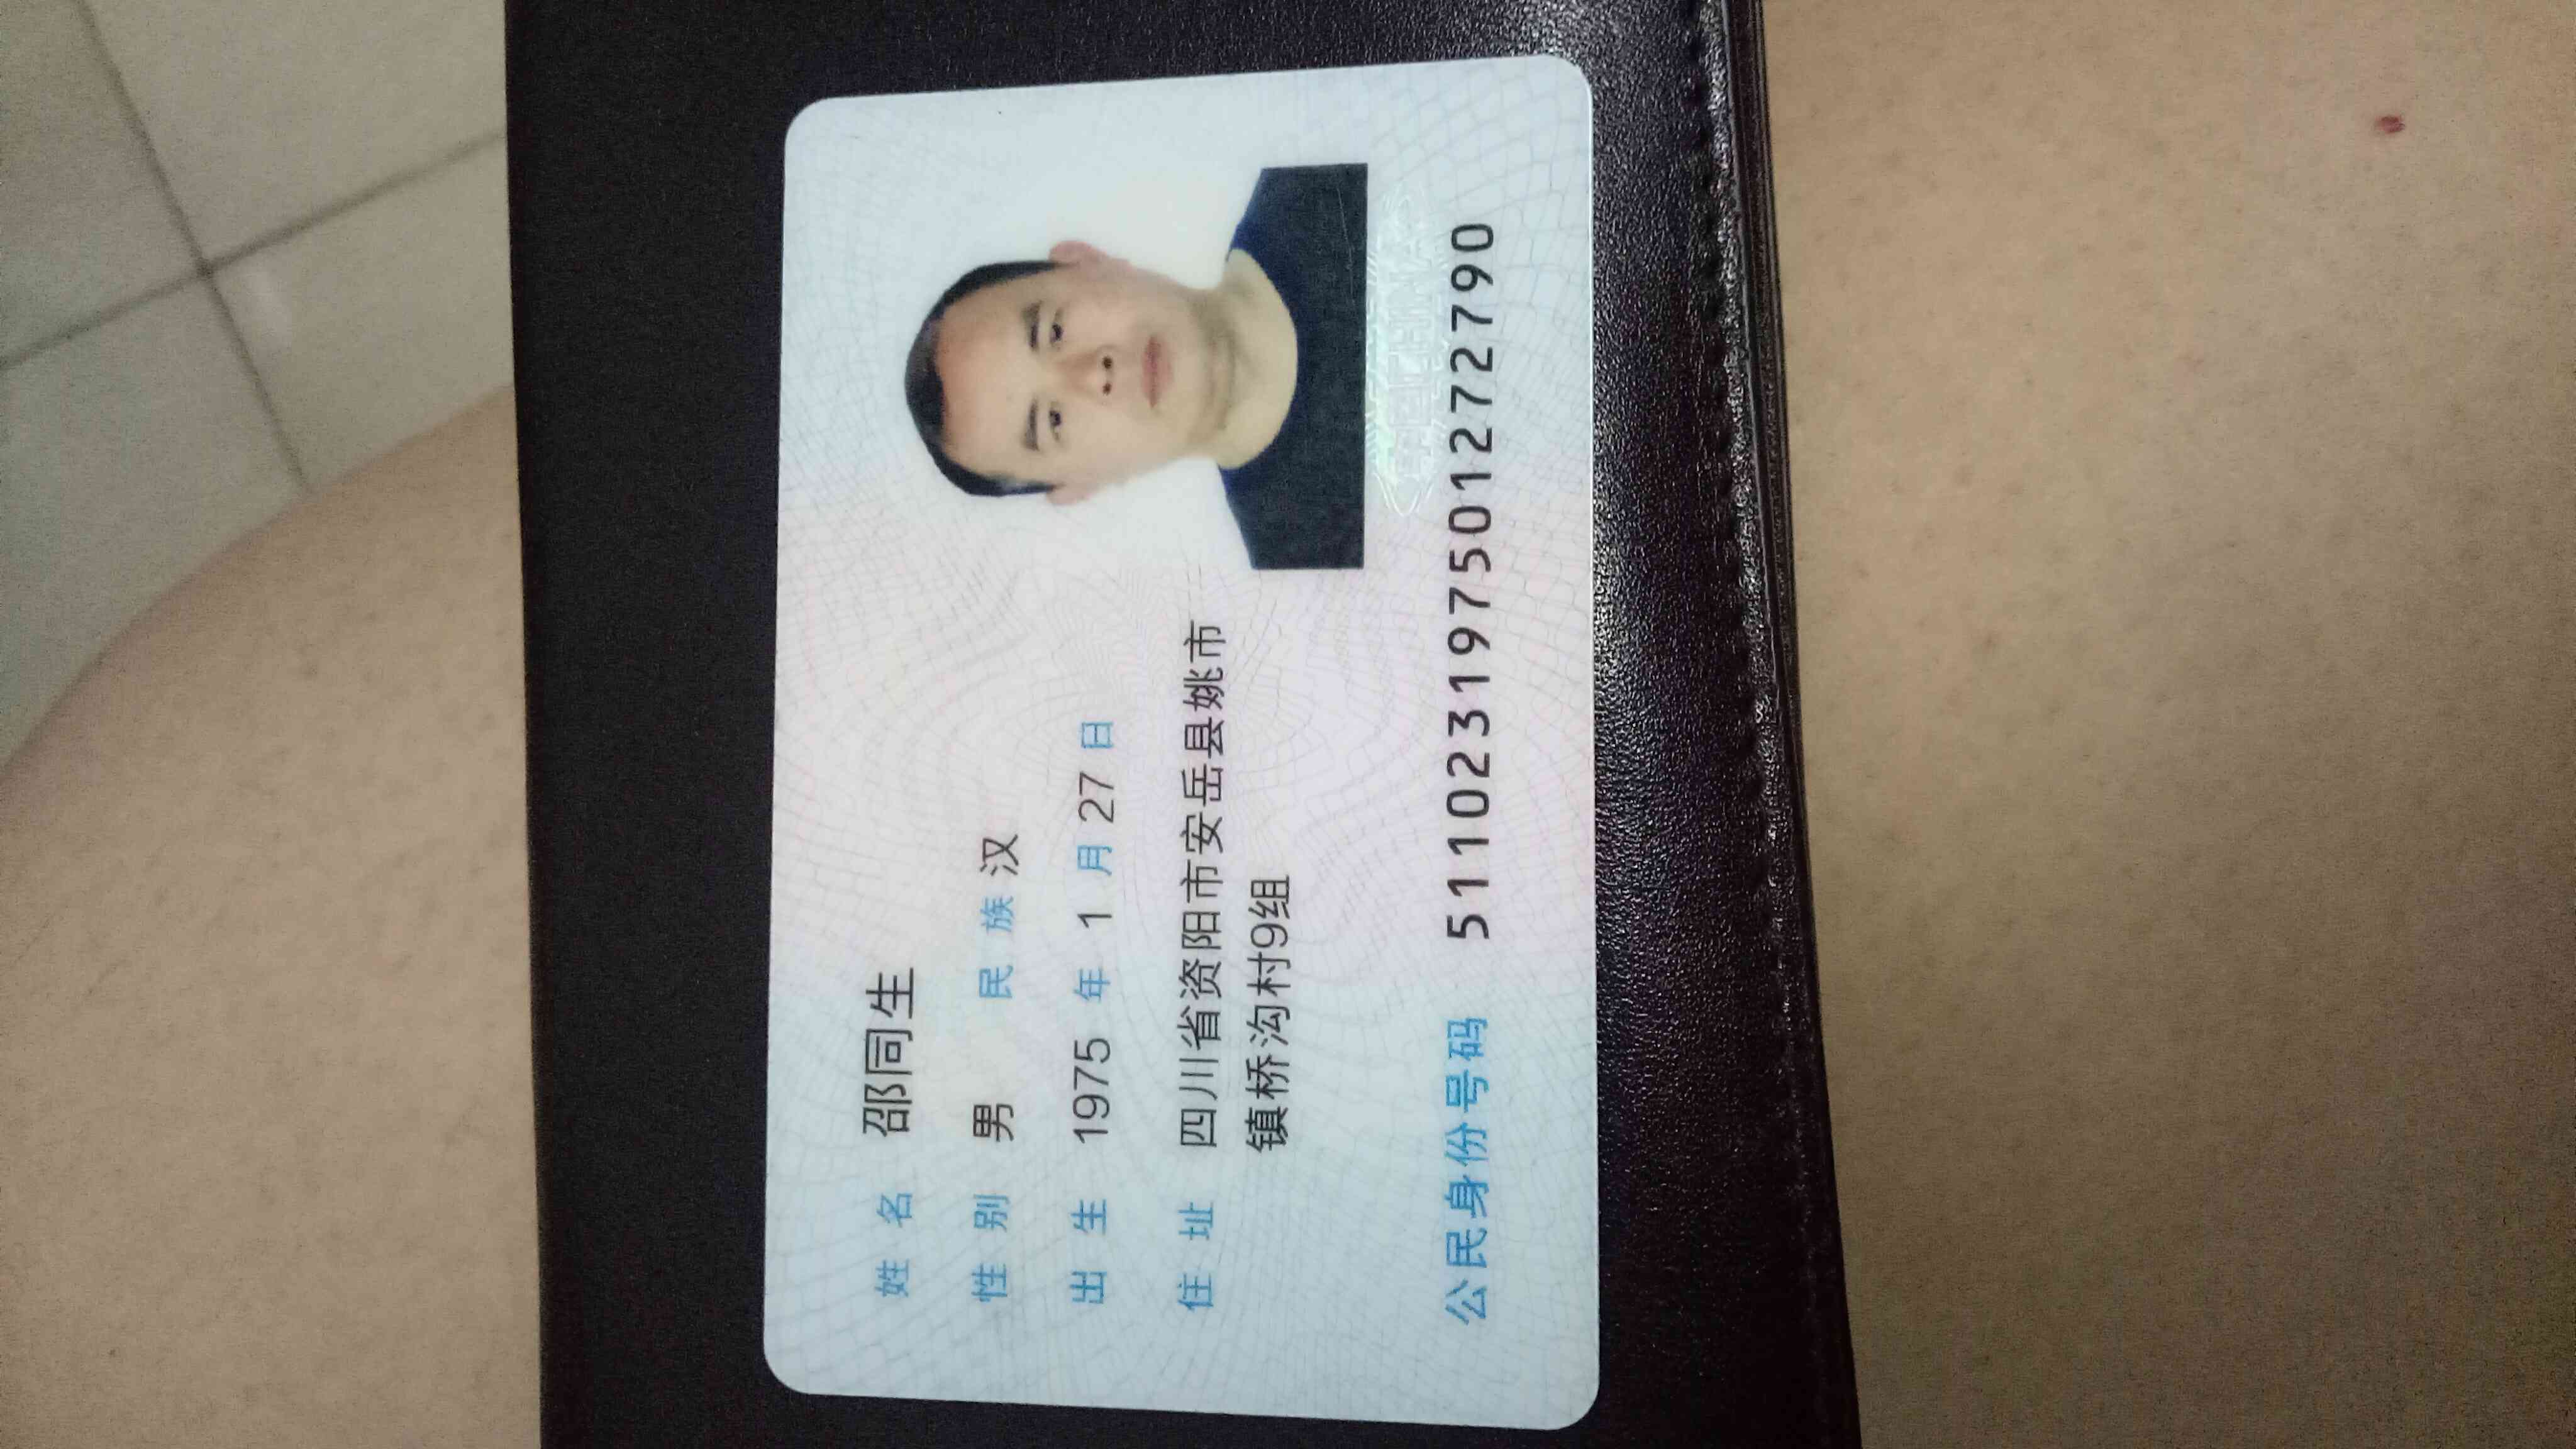 姓名 邵同生
性别 男 民族 汉
出生 1975 年 1 月 27 日
住址 四川省资阳市安岳县姚市
镇桥沟村9组
公民身份号码 511023197501272790